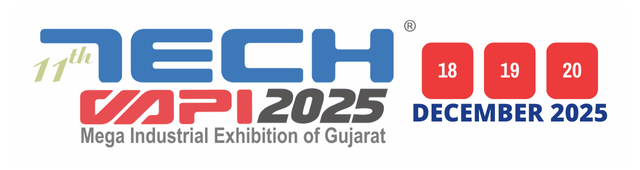 11th TECH®
VAPI 2025
Mega Industrial Exhibition of Gujarat
18 19 20
DECEMBER 2025